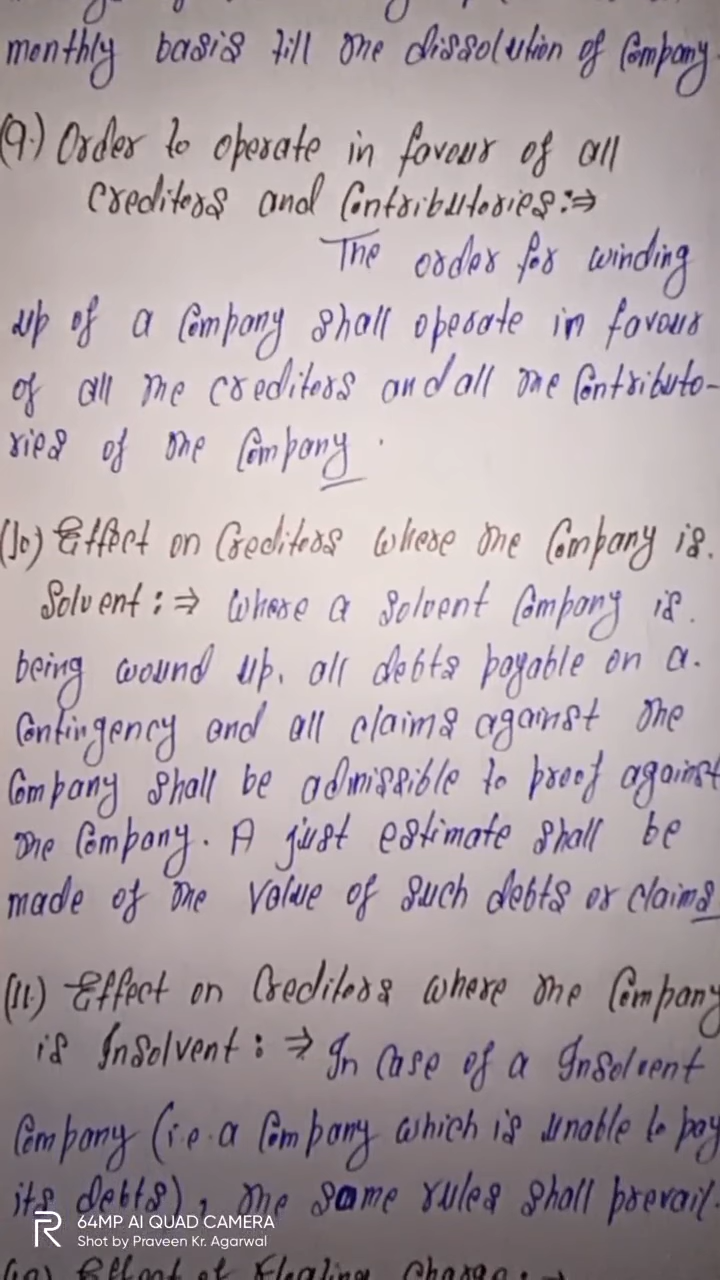 monthly basis till the dissolution of Company.
(9.) Order to operate in favour of all
Creditors and Contributories:⇒
The order for winding
up of a Company shall operate in favour
of all the creditors and all the Contributo-
ries of the Company.
(10) Effect on Creditors where the Company is.
Solvent:⇒ Where a Solvent Company is.
being wound up, all debts payable on a.
Contingency and all claims against the
Company shall be admissible to proof against
the Company. A just estimate shall be
made of the value of such debts or claims
(11.) Effect on Creditors where the Company
is Insolvent:⇒ In Case of a Insolvent
Company (i.e. a Company which is unable to pay
its debts), the same rules shall prevail.
64MP AI QUAD CAMERA
Shot by Praveen Kr. Agarwal
Effect of Floating Charge:⇒